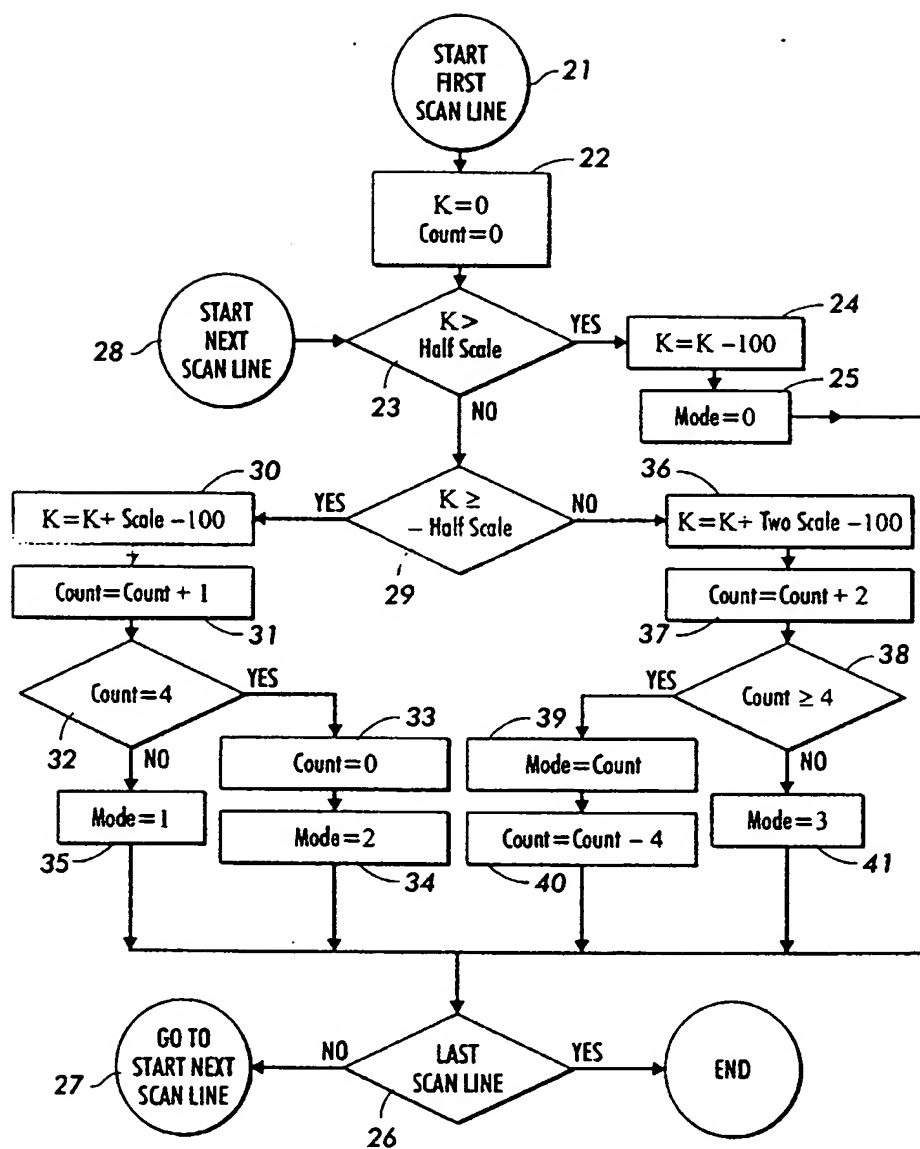 START
FIRST
SCAN LINE
21
22
K=0
Count=0
START
NEXT
SCAN LINE
28
K>
Half Scale
23
YES
NO
24
K=K -100
25
Mode=0
30
K=K+ Scale -100
YES
K ≥
- Half Scale
29
NO
36
K=K+ Two Scale -100
Count=Count + 1
31
Count=Count + 2
37
Count=4
32
YES
NO
38
Count ≥ 4
YES
NO
33
Count=0
39
Mode=Count
Mode=1
35
Mode=2
34
Count=Count - 4
40
Mode=3
41
GO TO
START NEXT
SCAN LINE
27
NO
LAST
SCAN LINE
26
YES
END